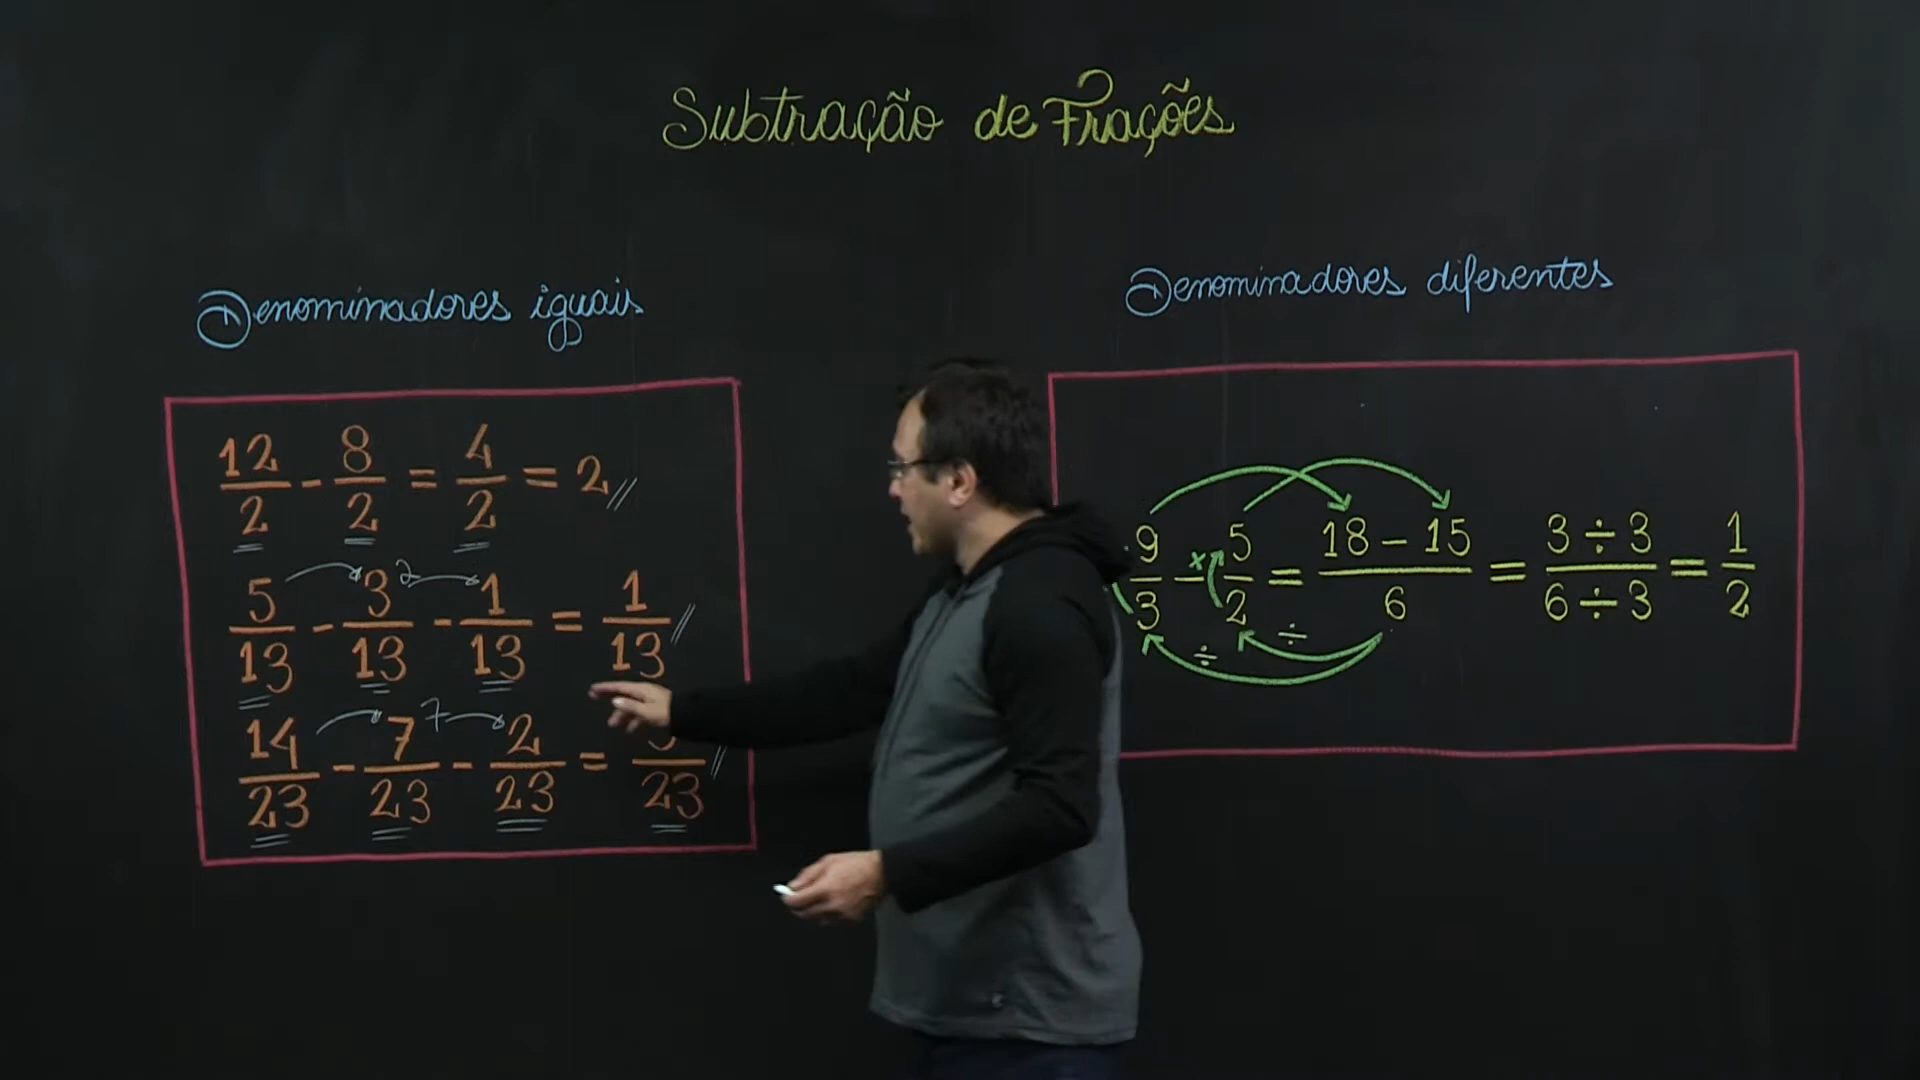 Subtração de Frações
Denominadores iguais
12/2 - 8/2 = 4/2 = 2 //
5/13 - 3/13 2 - 1/13 = 1/13 //
14/23 - 7/23 7 - 2/23 = /23 //
Denominadores diferentes
9/3 - × 5/2 = 18 - 15/6 = 3 ÷ 3/6 ÷ 3 = 1/2
÷ ÷